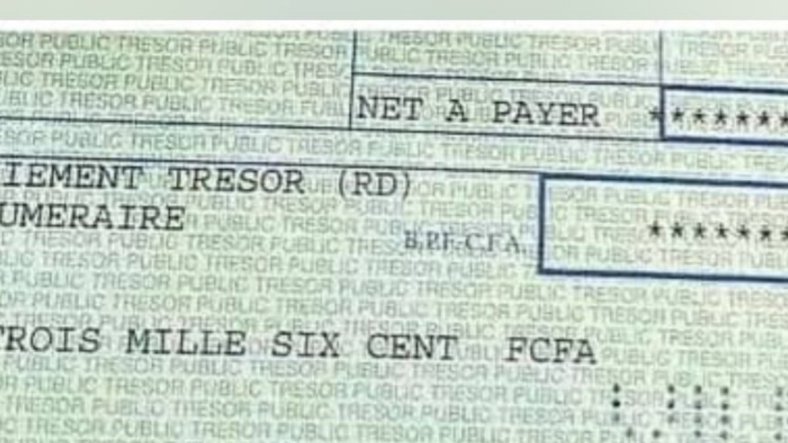 NET A PAYER *******
IEMENT TRESOR (RD)
UMERAIRE
B.P.F.-C.F.A. *******
TROIS MILLE SIX CENT FCFA